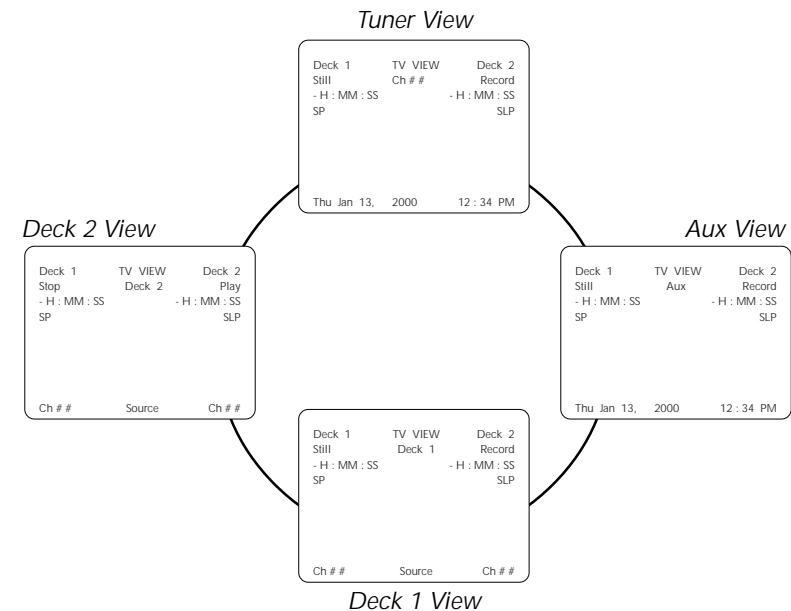 Tuner View
Deck 1 TV VIEW Deck 2
Still Ch # # Record
- H : MM : SS - H : MM : SS
SP SLP
Thu Jan 13, 2000 12 : 34 PM
Deck 2 View
Deck 1 TV VIEW Deck 2
Stop Deck 2 Play
- H : MM : SS - H : MM : SS
SP SLP
Ch # # Source Ch # #
Aux View
Deck 1 TV VIEW Deck 2
Still Aux Record
- H : MM : SS - H : MM : SS
SP SLP
Thu Jan 13, 2000 12 : 34 PM
Deck 1 TV VIEW Deck 2
Still Deck 1 Record
- H : MM : SS - H : MM : SS
SP SLP
Ch # # Source Ch # #
Deck 1 View